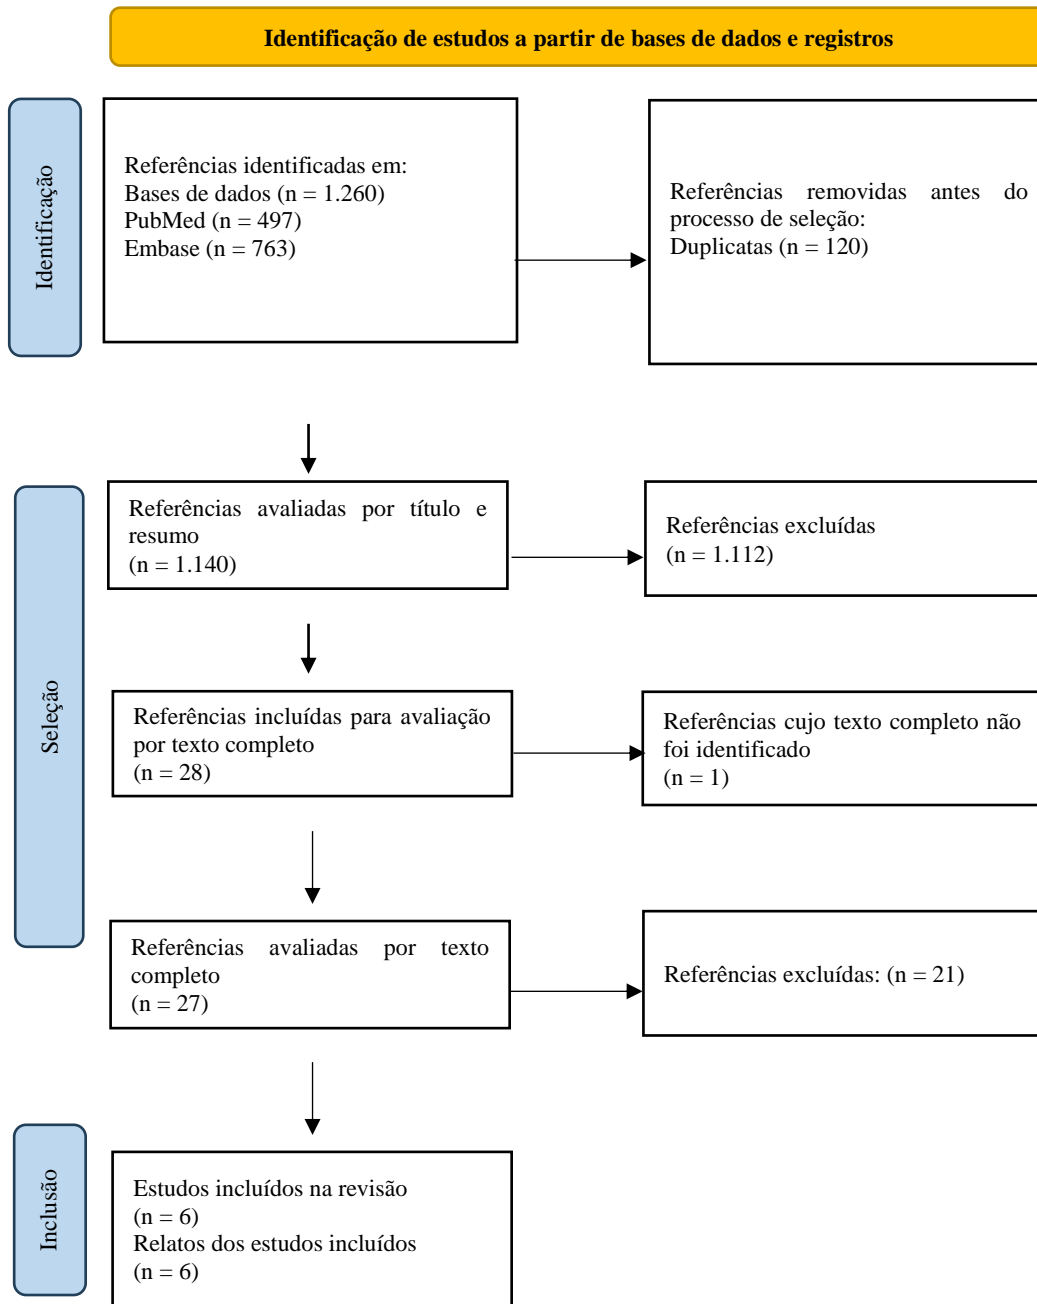 Identificação de estudos a partir de bases de dados e registros
Identificação
Referências identificadas em:
Bases de dados (n = 1.260)
PubMed (n = 497)
Embase (n = 763)
Referências removidas antes do
processo de seleção:
Duplicatas (n = 120)
Seleção
Referências avaliadas por título e
resumo
(n = 1.140)
Referências excluídas
(n = 1.112)
Referências incluídas para avaliação
por texto completo
(n = 28)
Referências cujo texto completo não
foi identificado
(n = 1)
Referências avaliadas por texto
completo
(n = 27)
Referências excluídas: (n = 21)
Inclusão
Estudos incluídos na revisão
(n = 6)
Relatos dos estudos incluídos
(n = 6)